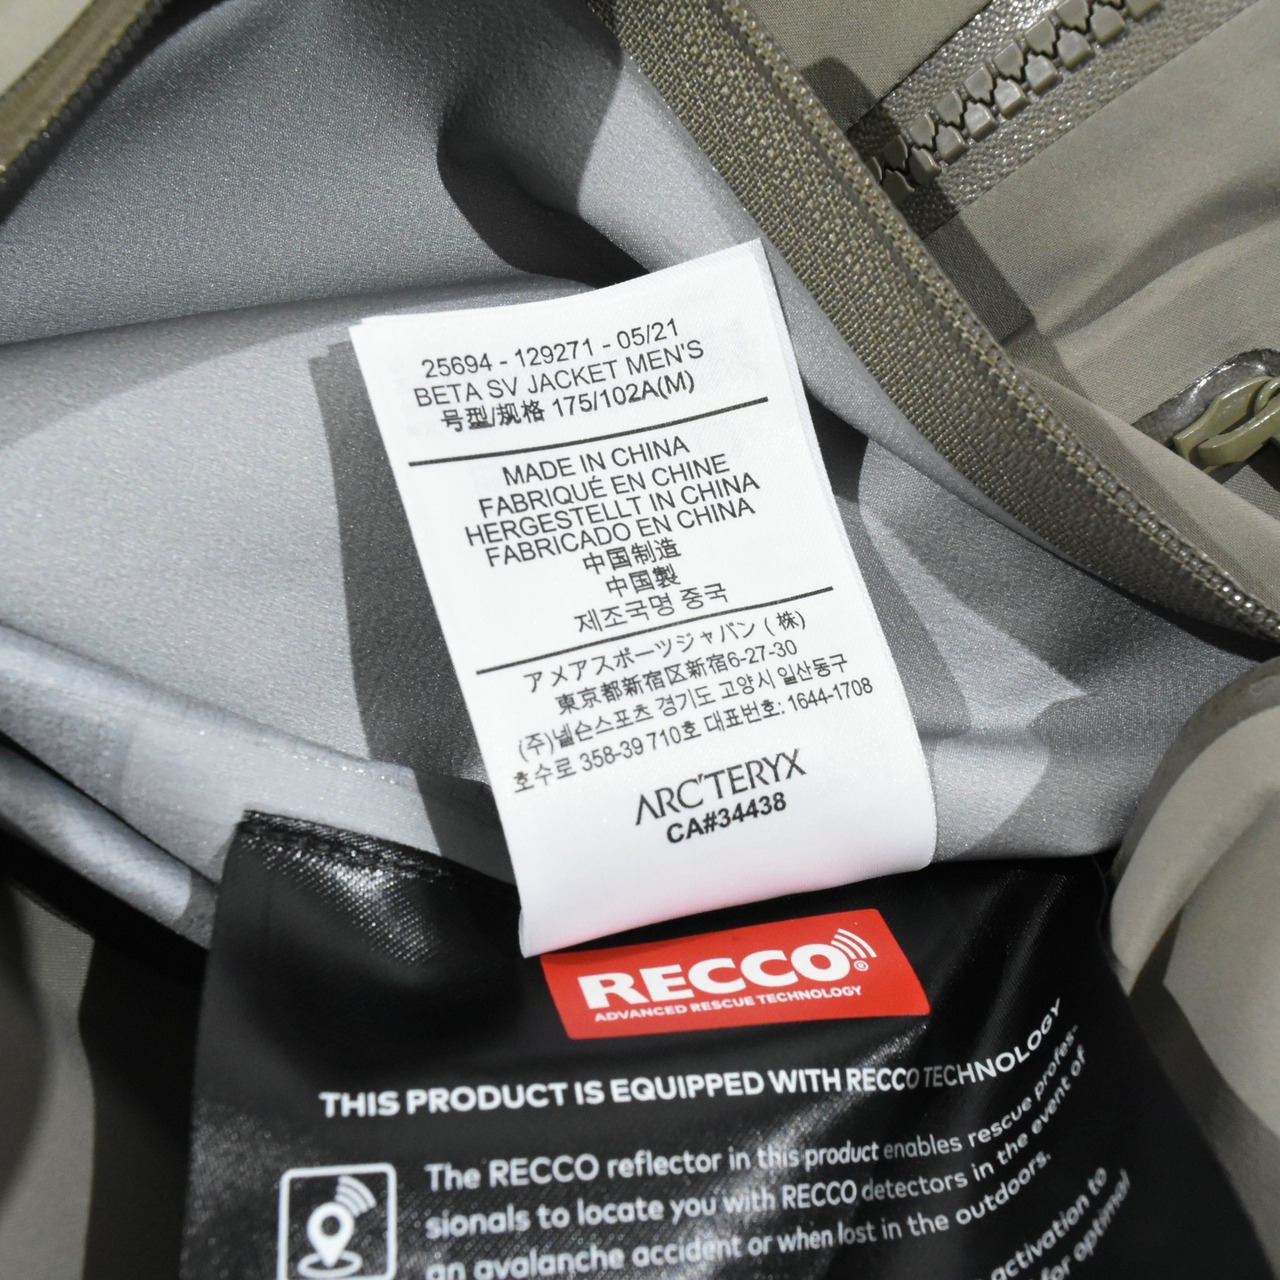 25694 - 129271 - 05/21
BETA SV JACKET MEN'S
号型/规格 175/102A(M)
MADE IN CHINA
FABRIQUÉ EN CHINE
HERGESTELLT IN CHINA
FABRICADO EN CHINA
中国制造
中国製
제조국명 중국
アメアスポーツジャパン ( 株)
東京都新宿区新宿6-27-30
(주)넬슨스포츠 경기도 고양시 일산동구
호수로 358-39 710호 대표번호: 1644-1708
ARC'TERYX
CA#34438
RECCO®
ADVANCED RESCUE TECHNOLOGY
THIS PRODUCT IS EQUIPPED WITH RECCO TECHNOLOGY
The RECCO reflector in this product enables rescue profes-
sionals to locate you with RECCO detectors in the event of
an avalanche accident or when lost in the outdoors.
activation to
for optimal